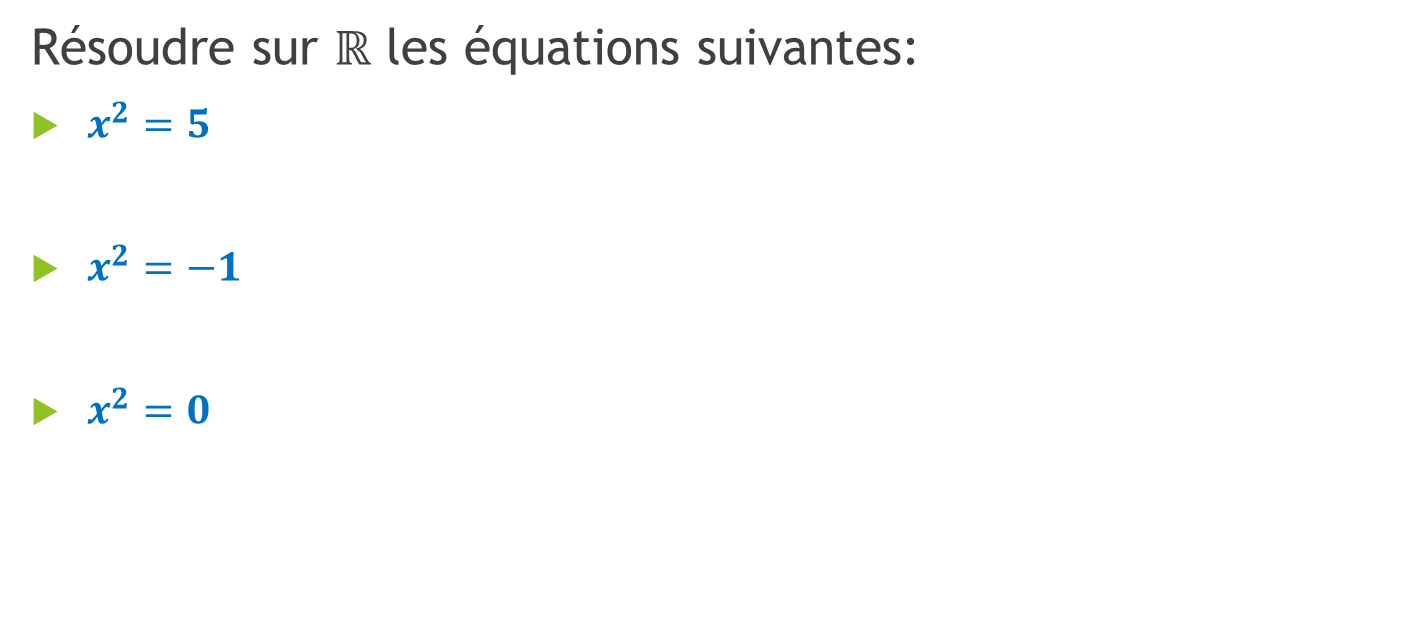 Résoudre sur ℝ les équations suivantes:
▶ x² = 5
▶ x² = −1
▶ x² = 0